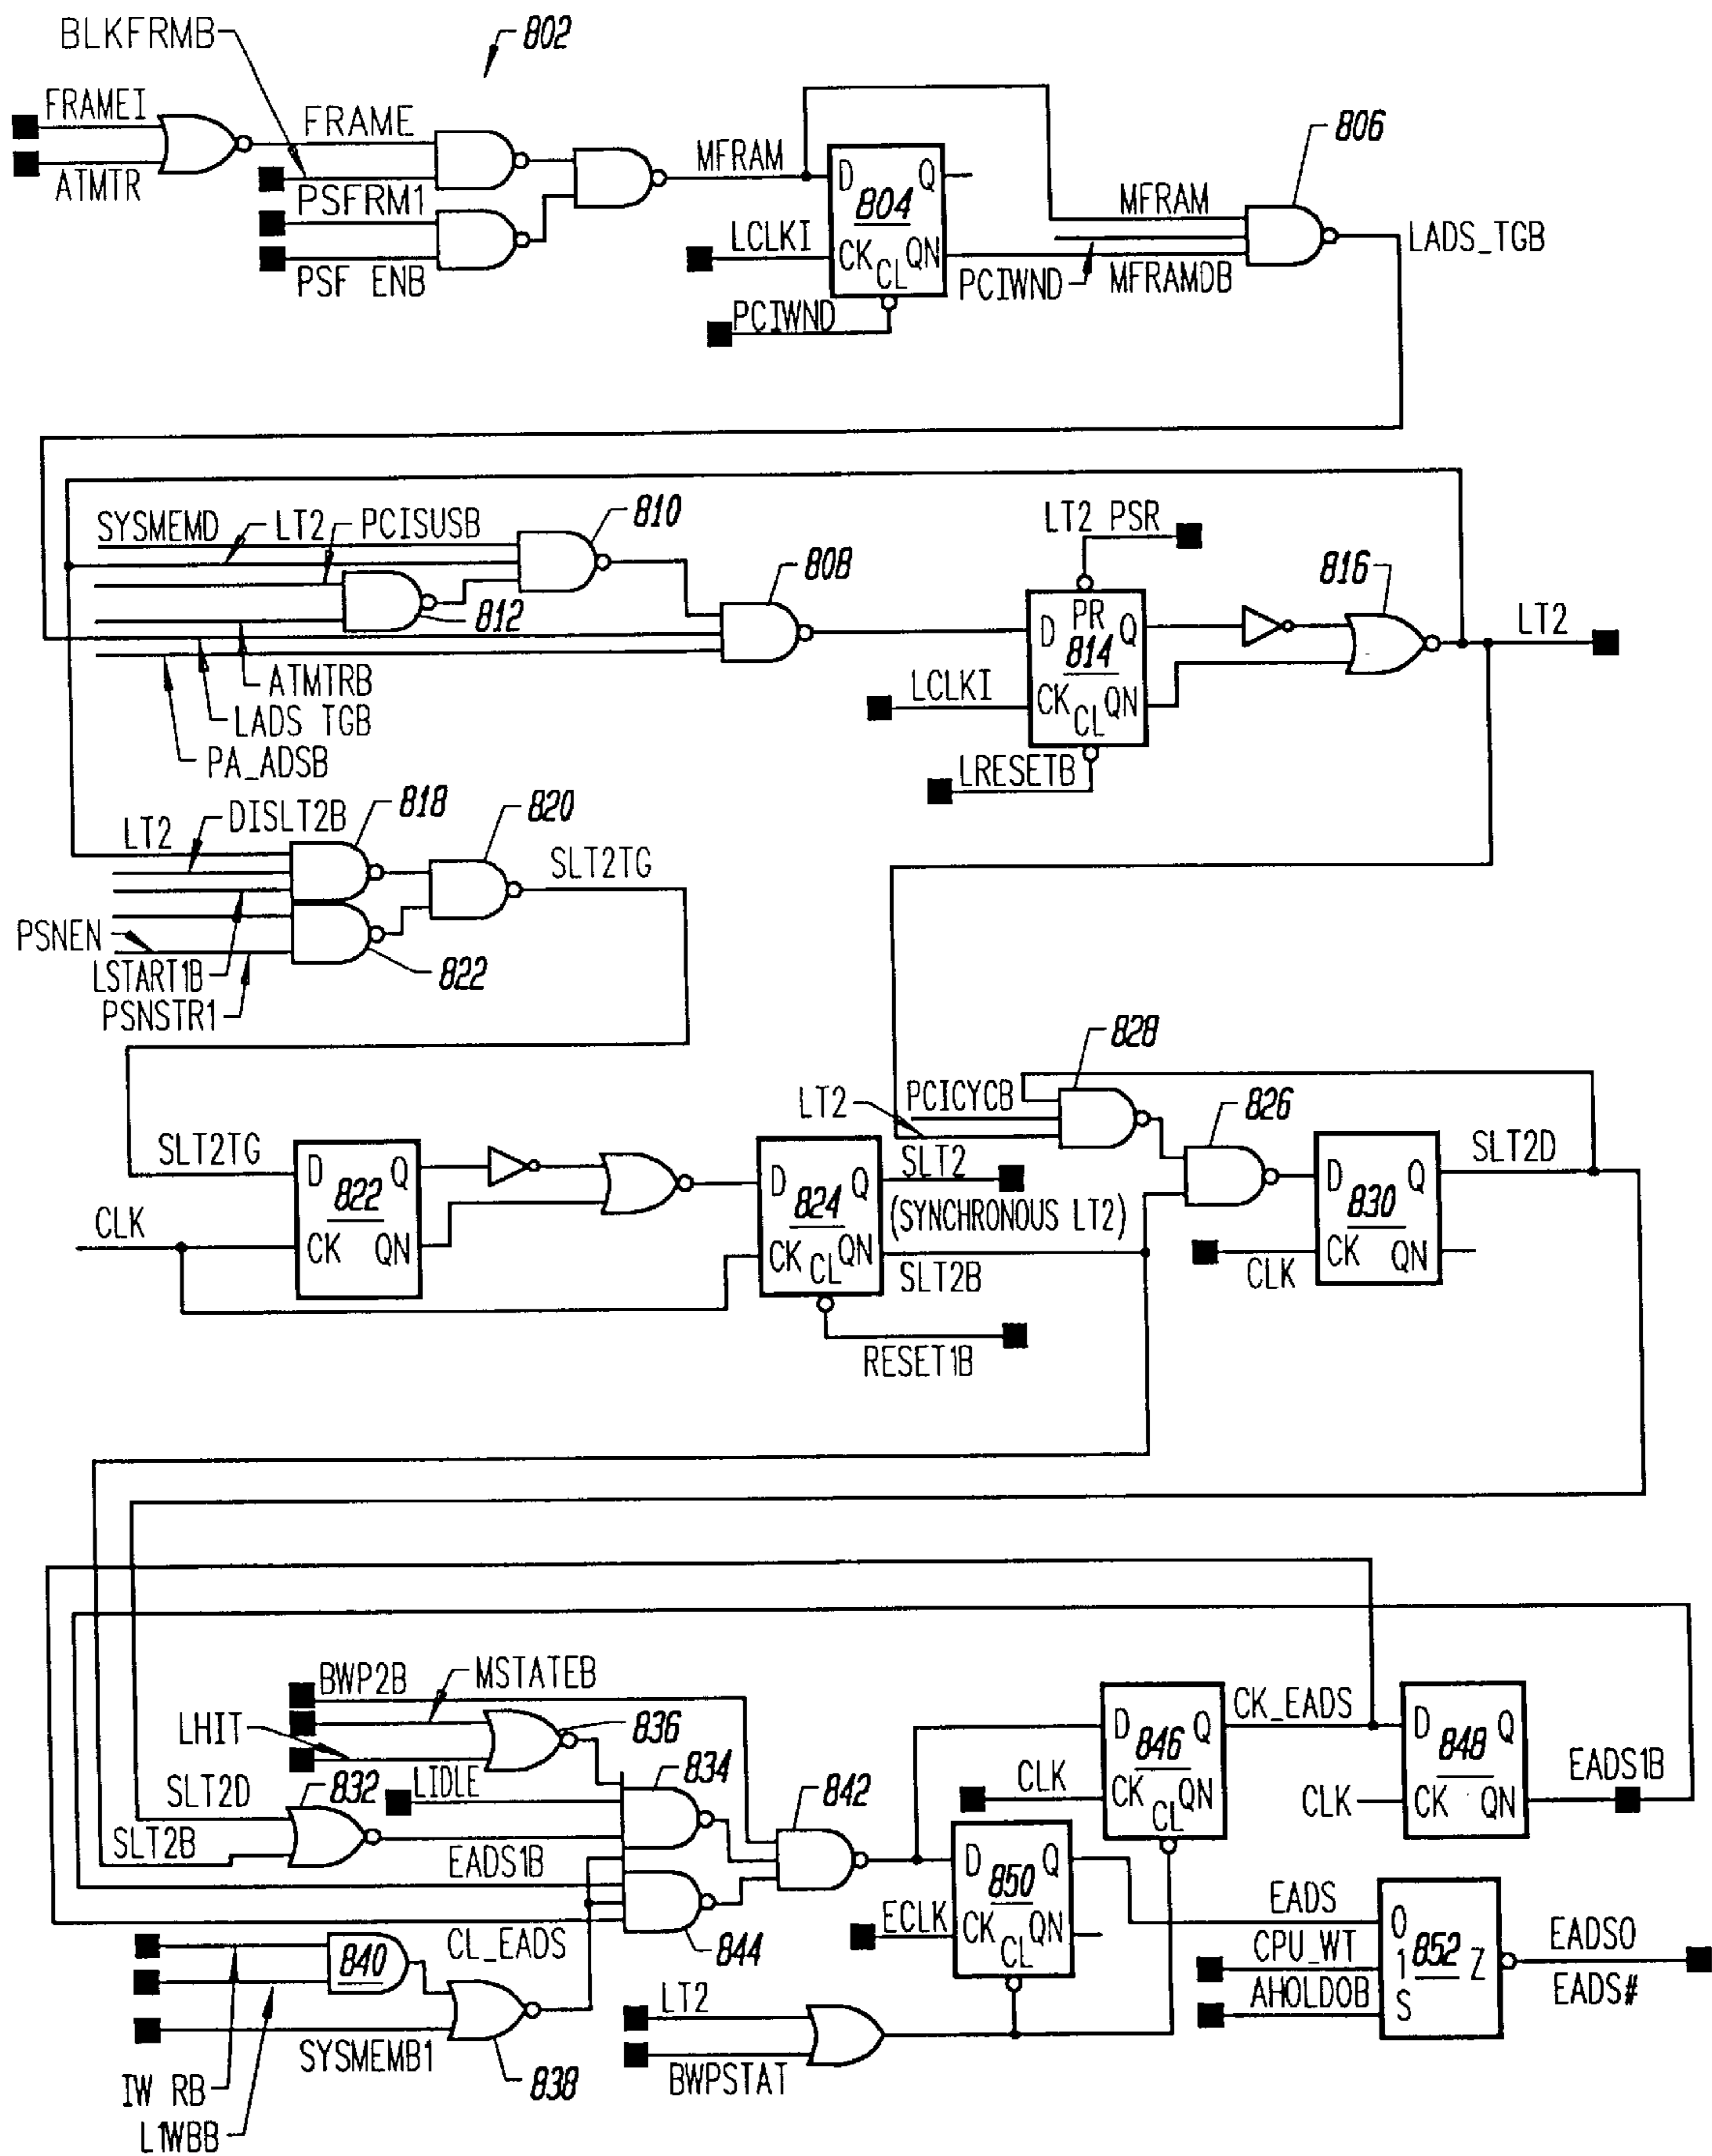 BLKFRMB
802
FRAMEI
FRAME
806
ATMTR
PSFRM1
MFRAM
D Q
804
MFRAM
LADS_TGB
LCLKI
CK CL QN
PCIWND
MFRAMDB
PSF ENB
PCIWND
SYSMEMD
LT2
PCISUSB
810
LT2 PSR
808
816
812
D PR Q
814
LT2
ATMTRB
LCLKI
CK CL QN
LADS TGB
PA_ADSB
LRESETB
LT2
DISLT2B
818
820
SLT2TG
PSNEN
LSTART1B
822
PSNSTR1
828
LT2
PCICYCB
826
SLT2TG
D Q
822
CK QN
CLK
D Q
824
CK CL QN
SLT2
(SYNCHRONOUS LT2)
SLT2B
D Q
830
CK QN
SLT2D
CLK
RESET1B
BWP2B
MSTATEB
LHIT
836
834
LIDLE
842
D Q
846
CK CL QN
CK_EADS
D Q
848
CK QN
EADS1B
CLK
CLK
SLT2D
832
SLT2B
EADS1B
D Q
850
CK CL QN
ECLK
EADS
CPU_WT
AHOLDOB
0
1 852 Z
S
EADSO
EADS#
CL_EADS
844
840
LT2
BWPSTAT
SYSMEMB1
838
IW RB
L1WBB